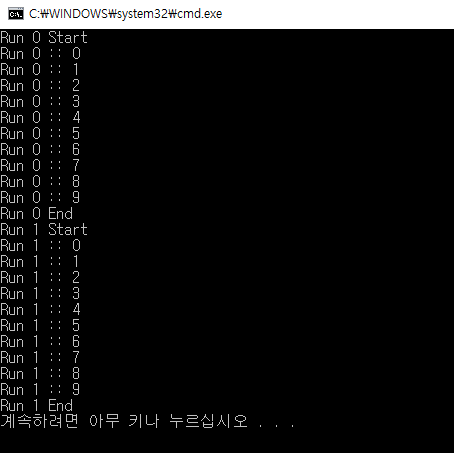 C:₩WINDOWS₩system32₩cmd.exe
Run 0 Start
Run 0 :: 0
Run 0 :: 1
Run 0 :: 2
Run 0 :: 3
Run 0 :: 4
Run 0 :: 5
Run 0 :: 6
Run 0 :: 7
Run 0 :: 8
Run 0 :: 9
Run 0 End
Run 1 Start
Run 1 :: 0
Run 1 :: 1
Run 1 :: 2
Run 1 :: 3
Run 1 :: 4
Run 1 :: 5
Run 1 :: 6
Run 1 :: 7
Run 1 :: 8
Run 1 :: 9
Run 1 End
계속하려면 아무 키나 누르십시오 . . .